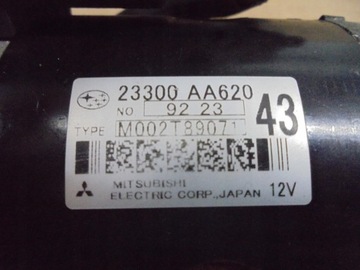 23300 AA620
NO 92 23
TYPE M002T89071
43
MITSUBISHI
ELECTRIC CORP.,JAPAN 12V